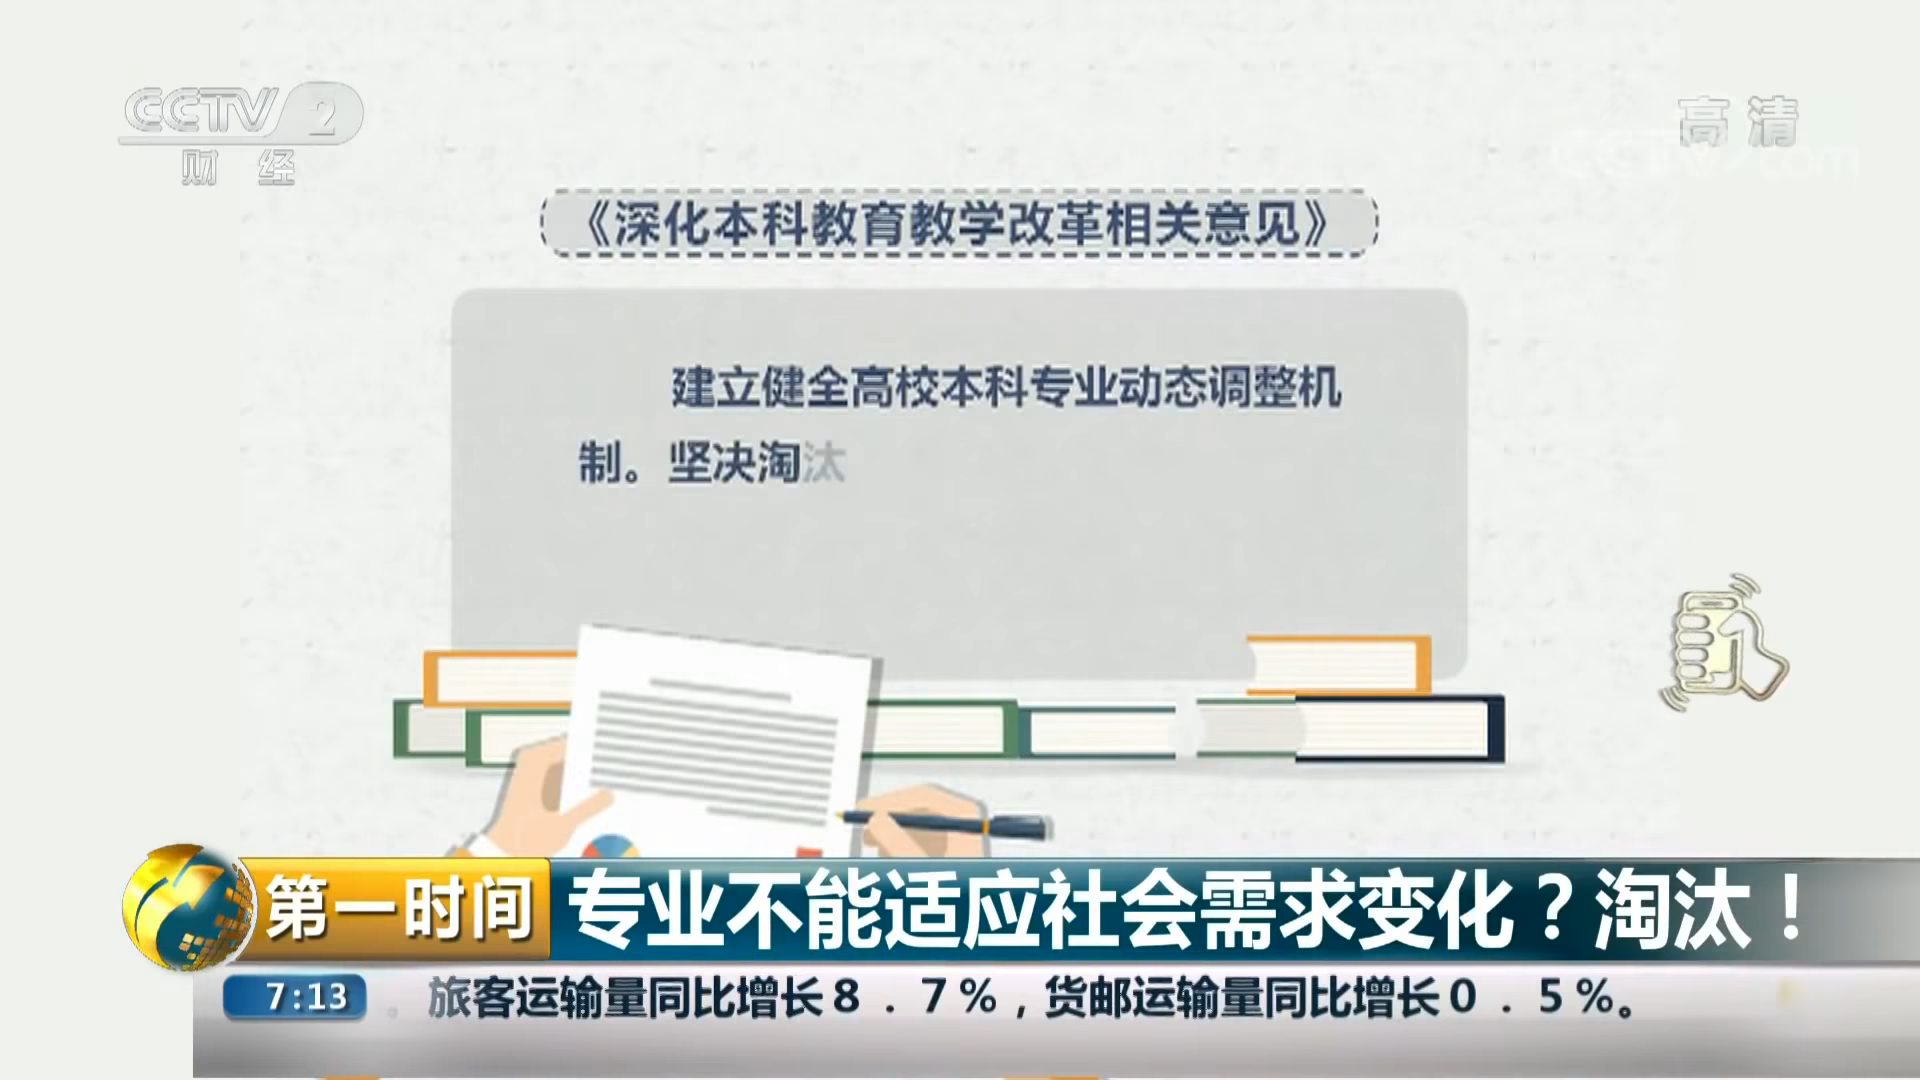 CCTV 2
财 经
高 清
《深化本科教育教学改革相关意见》
建立健全高校本科专业动态调整机
制。坚决淘汰
第一时间
专业不能适应社会需求变化？淘汰！
7:13
。旅客运输量同比增长8．7%，货邮运输量同比增长0．5%。